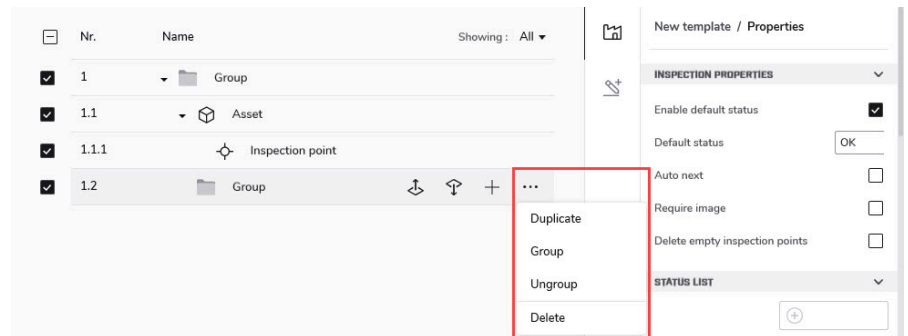 Nr. Name Showing : All
1 Group
1.1 Asset
1.1.1 Inspection point
1.2 Group
Duplicate
Group
Ungroup
Delete
New template / Properties
INSPECTION PROPERTIES
Enable default status
Default status OK
Auto next
Require image
Delete empty inspection points
STATUS LIST